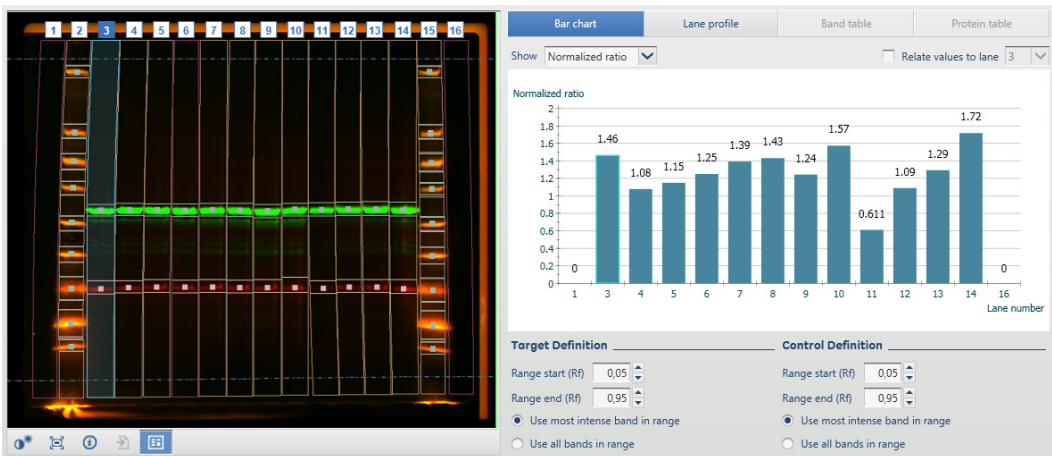 1 2 3 4 5 6 7 8 9 10 11 12 13 14 15 16
Bar chart Lane profile Band table Protein table
Show Normalized ratio Relate values to lane 3
Normalized ratio
2
1.8
1.6
1.4
1.2
1
0.8
0.6
0.4
0.2
0
0 1.46 1.08 1.15 1.25 1.39 1.43 1.24 1.57 0.611 1.09 1.29 1.72 0
1 3 4 5 6 7 8 9 10 11 12 13 14 16
Lane number
Target Definition
Range start (Rf) 0,05
Range end (Rf) 0,95
Use most intense band in range
Use all bands in range
Control Definition
Range start (Rf) 0,05
Range end (Rf) 0,95
Use most intense band in range
Use all bands in range